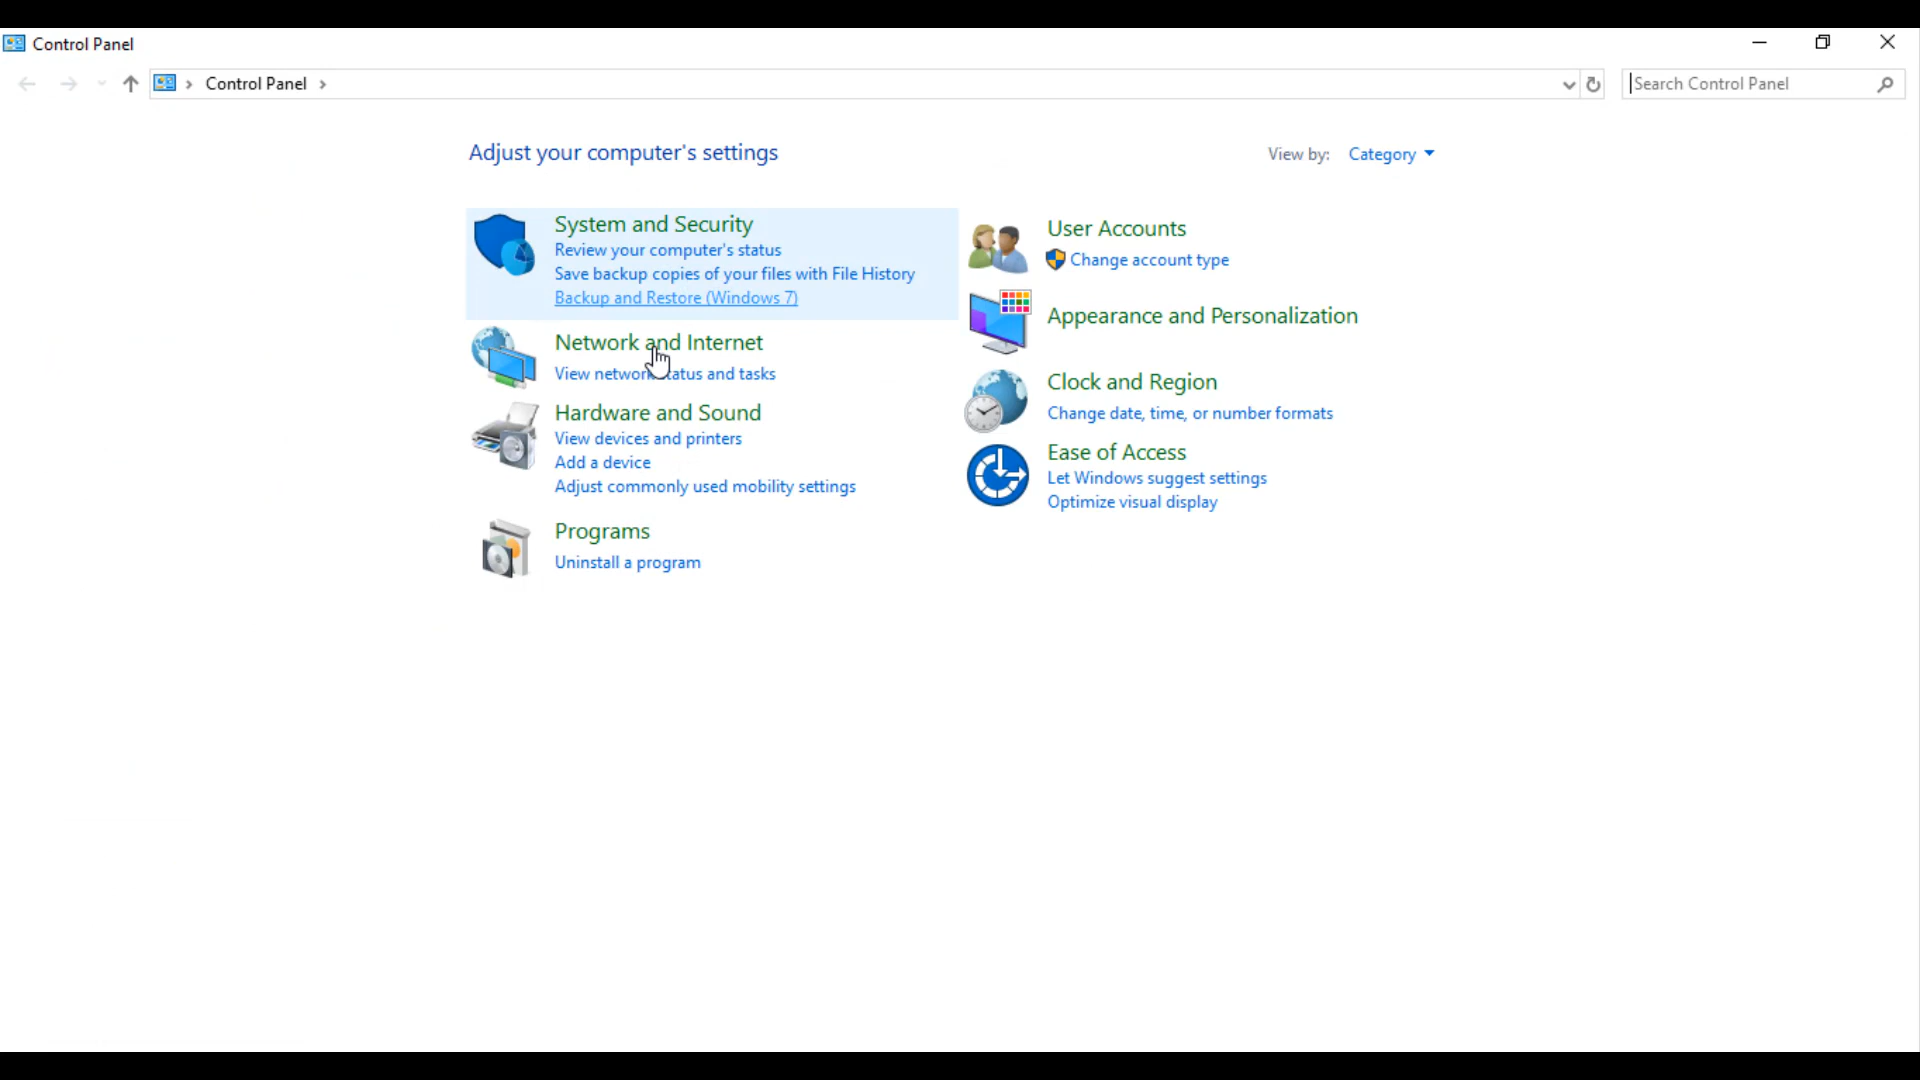 Control Panel
Control Panel
Search Control Panel
Adjust your computer's settings
View by: Category
System and Security
Review your computer's status
Save backup copies of your files with File History
Backup and Restore (Windows 7)
Network and Internet
View network status and tasks
Hardware and Sound
View devices and printers
Add a device
Adjust commonly used mobility settings
Programs
Uninstall a program
User Accounts
Change account type
Appearance and Personalization
Clock and Region
Change date, time, or number formats
Ease of Access
Let Windows suggest settings
Optimize visual display